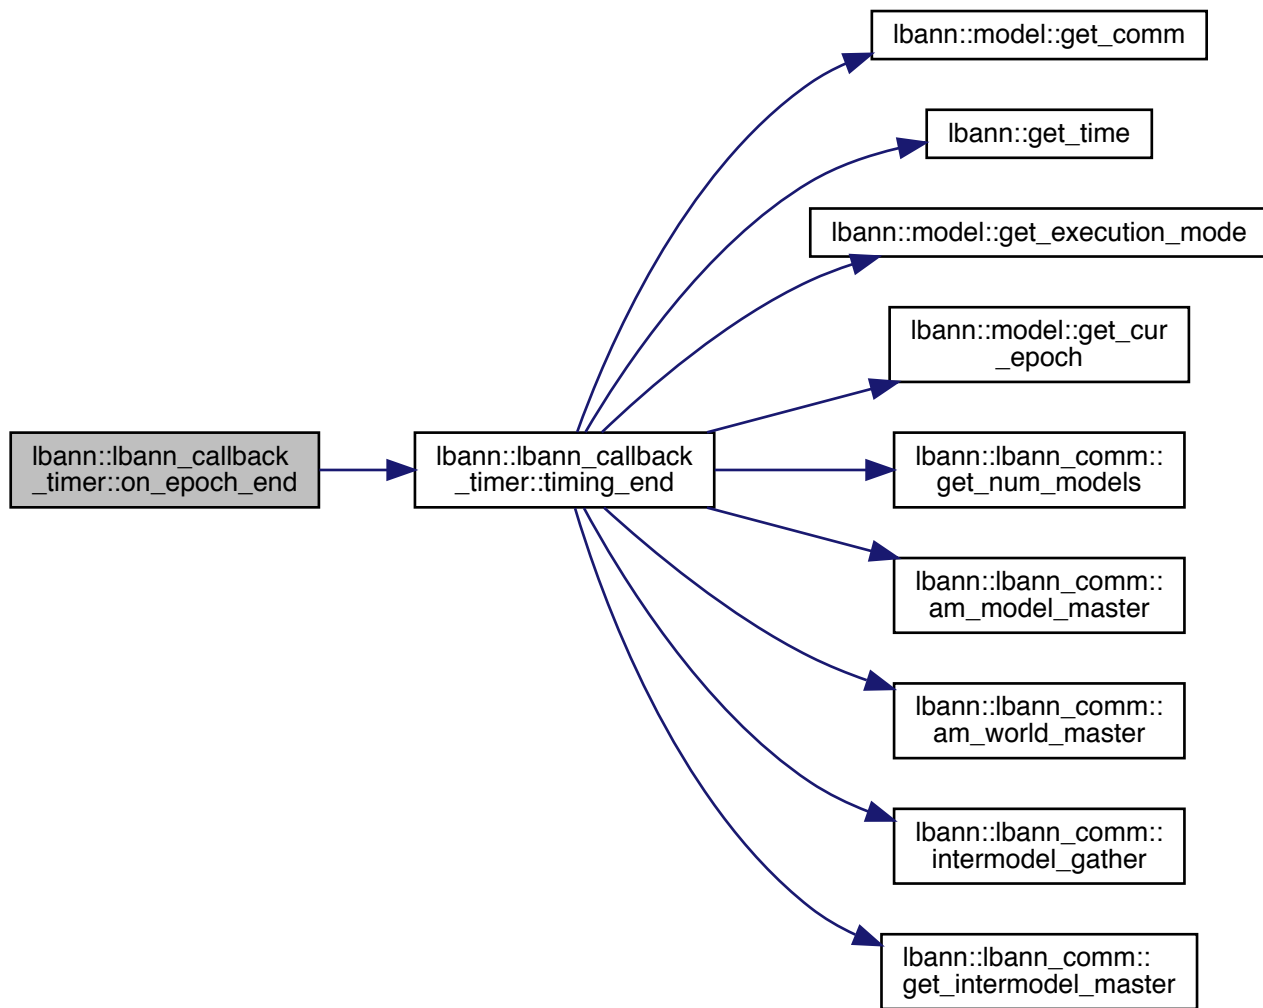 lbann::model::get_comm
lbann::get_time
lbann::model::get_execution_mode
lbann::model::get_cur
_epoch
lbann::lbann_callback
_timer::on_epoch_end
lbann::lbann_callback
_timer::timing_end
lbann::lbann_comm::
get_num_models
lbann::lbann_comm::
am_model_master
lbann::lbann_comm::
am_world_master
lbann::lbann_comm::
intermodel_gather
lbann::lbann_comm::
get_intermodel_master